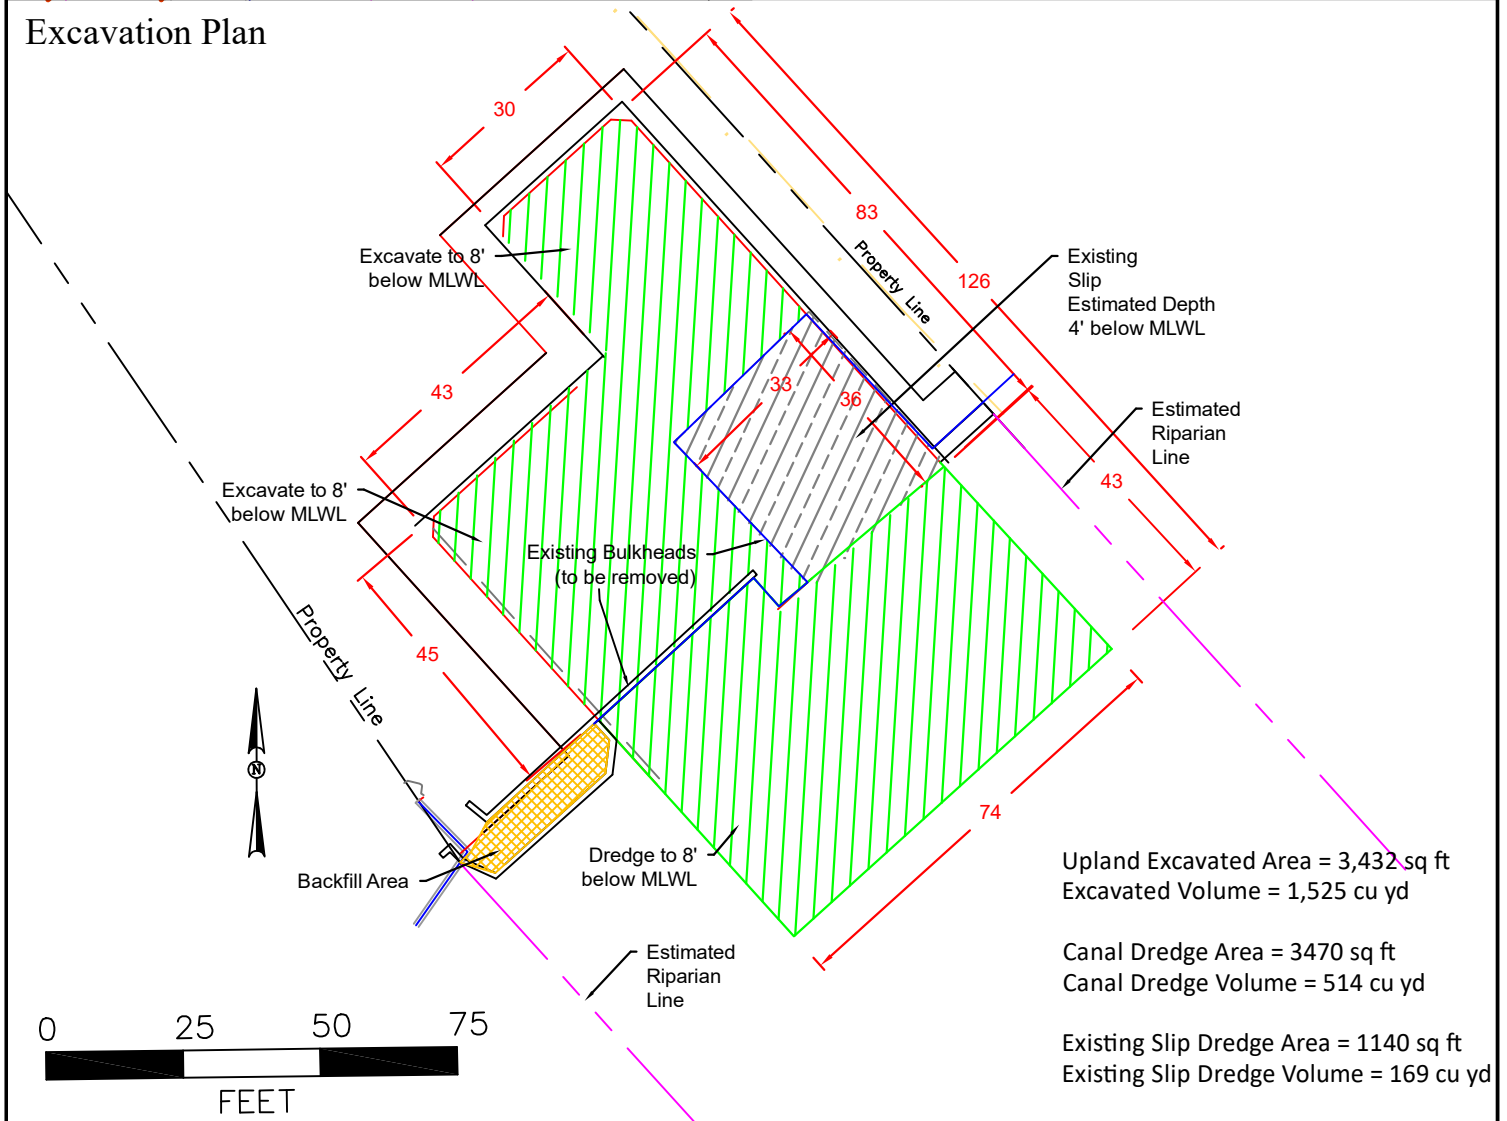 Excavation Plan
30
83
126
Property Line
Excavate to 8'
below MLWL
Existing
Slip
Estimated Depth
4' below MLWL
33
36
43
Estimated
Riparian
Line
43
Excavate to 8'
below MLWL
Existing Bulkheads
(to be removed)
Property Line
45
N
74
Dredge to 8'
below MLWL
Backfill Area
Estimated
Riparian
Line
Upland Excavated Area = 3,432 sq ft
Excavated Volume = 1,525 cu yd
Canal Dredge Area = 3470 sq ft
Canal Dredge Volume = 514 cu yd
Existing Slip Dredge Area = 1140 sq ft
Existing Slip Dredge Volume = 169 cu yd
0 25 50 75
FEET